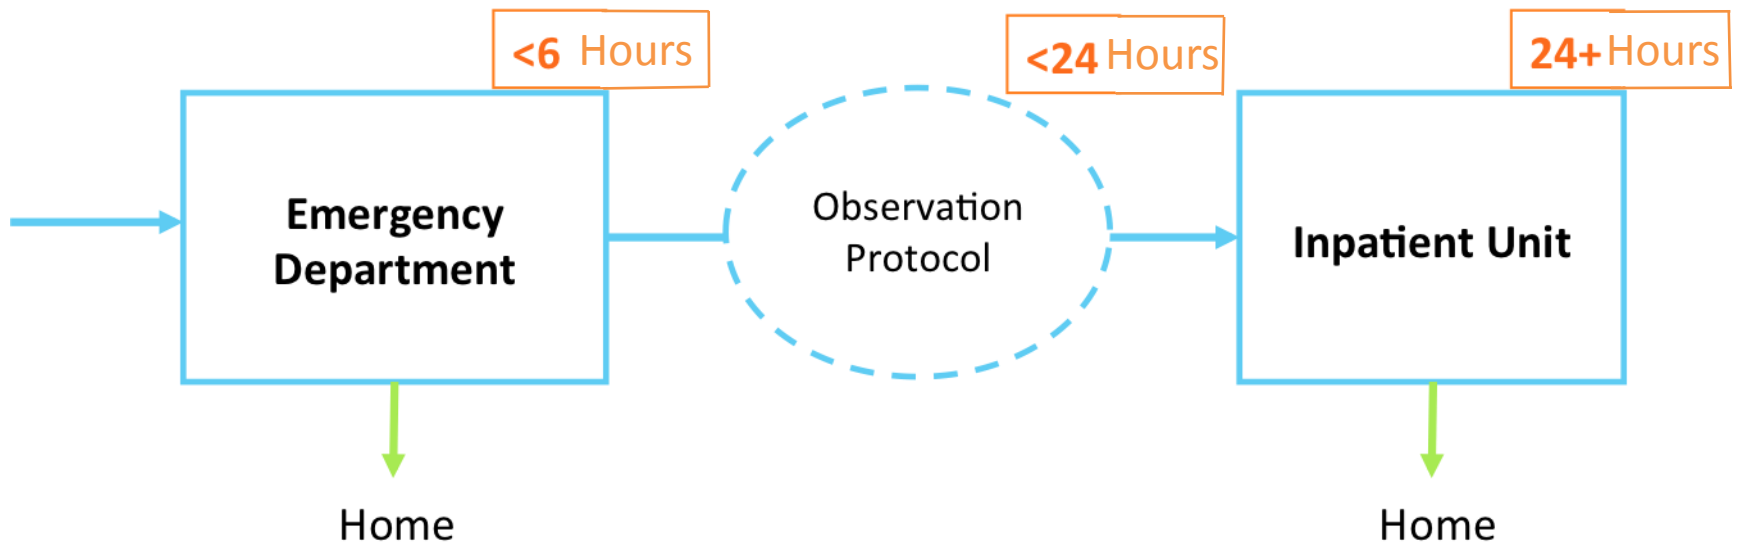 <6 Hours
<24 Hours
24+ Hours
Emergency
Department
Observation
Protocol
Inpatient Unit
Home
Home